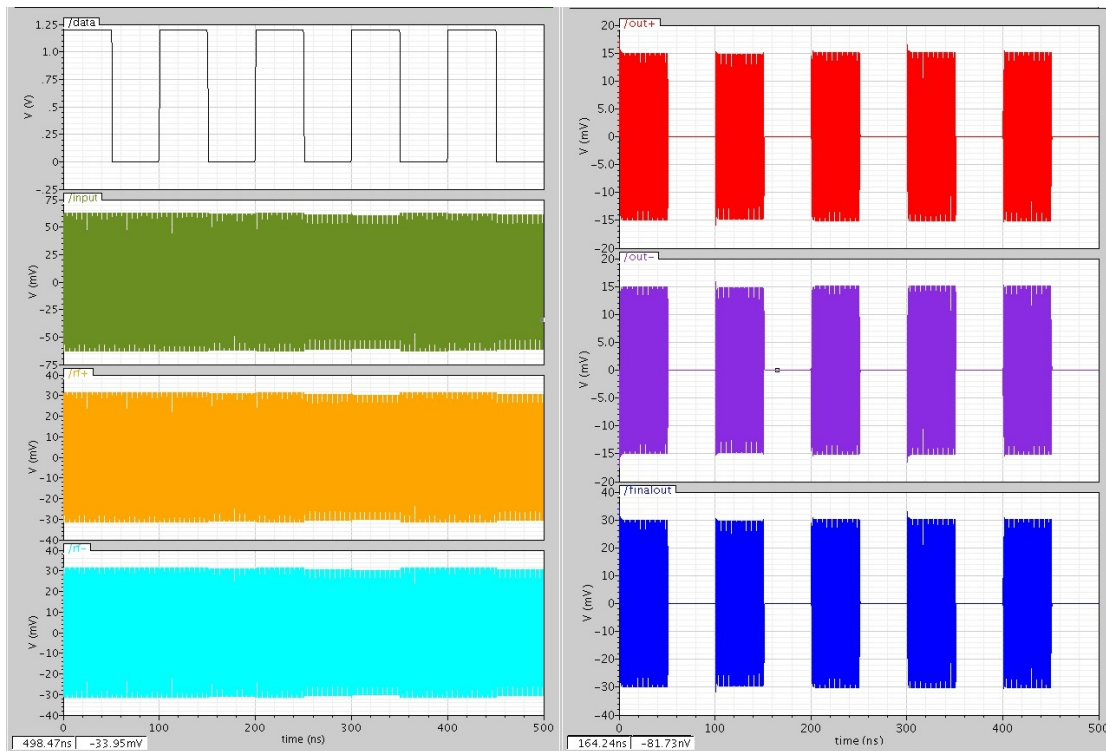 /data
1.25
1.0
.75
.5
.25
0
-.25
V (V)
/input
75
50
25
0
-25
-50
-75
V (mV)
/rf+
40
30
20
10
0
-10
-20
-30
-40
V (mV)
/rf-
40
30
20
10
0
-10
-20
-30
-40
V (mV)
0 100 200 300 400 500
time (ns)
498.47ns -33.95mV
/out+
20
15
10
5.0
0
-5.0
-10
-15
-20
V (mV)
/out-
20
15
10
5.0
0
-5.0
-10
-15
-20
V (mV)
/finalout
40
30
20
10
0
-10
-20
-30
-40
V (mV)
0 100 200 300 400 500
time (ns)
164.24ns -81.73mV